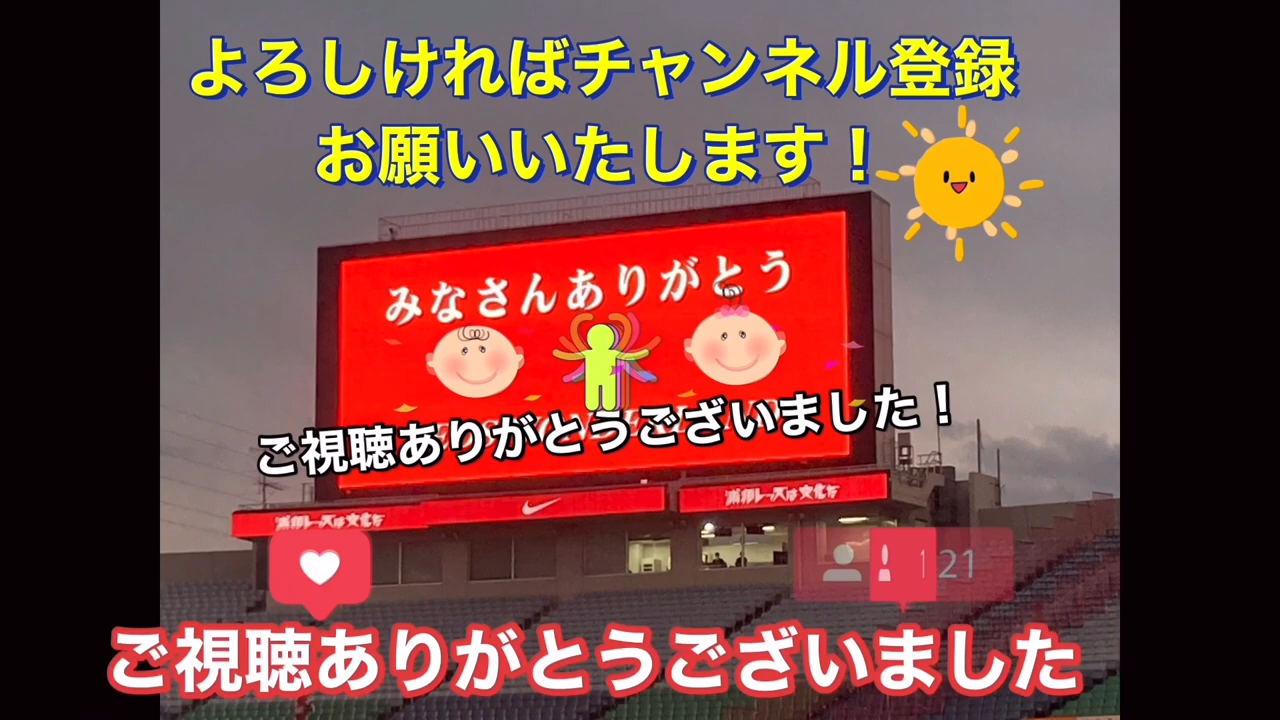 よろしければチャンネル登録
お願いいたします！
みなさんありがとう
ご視聴ありがとうございました！
121
ご視聴ありがとうございました